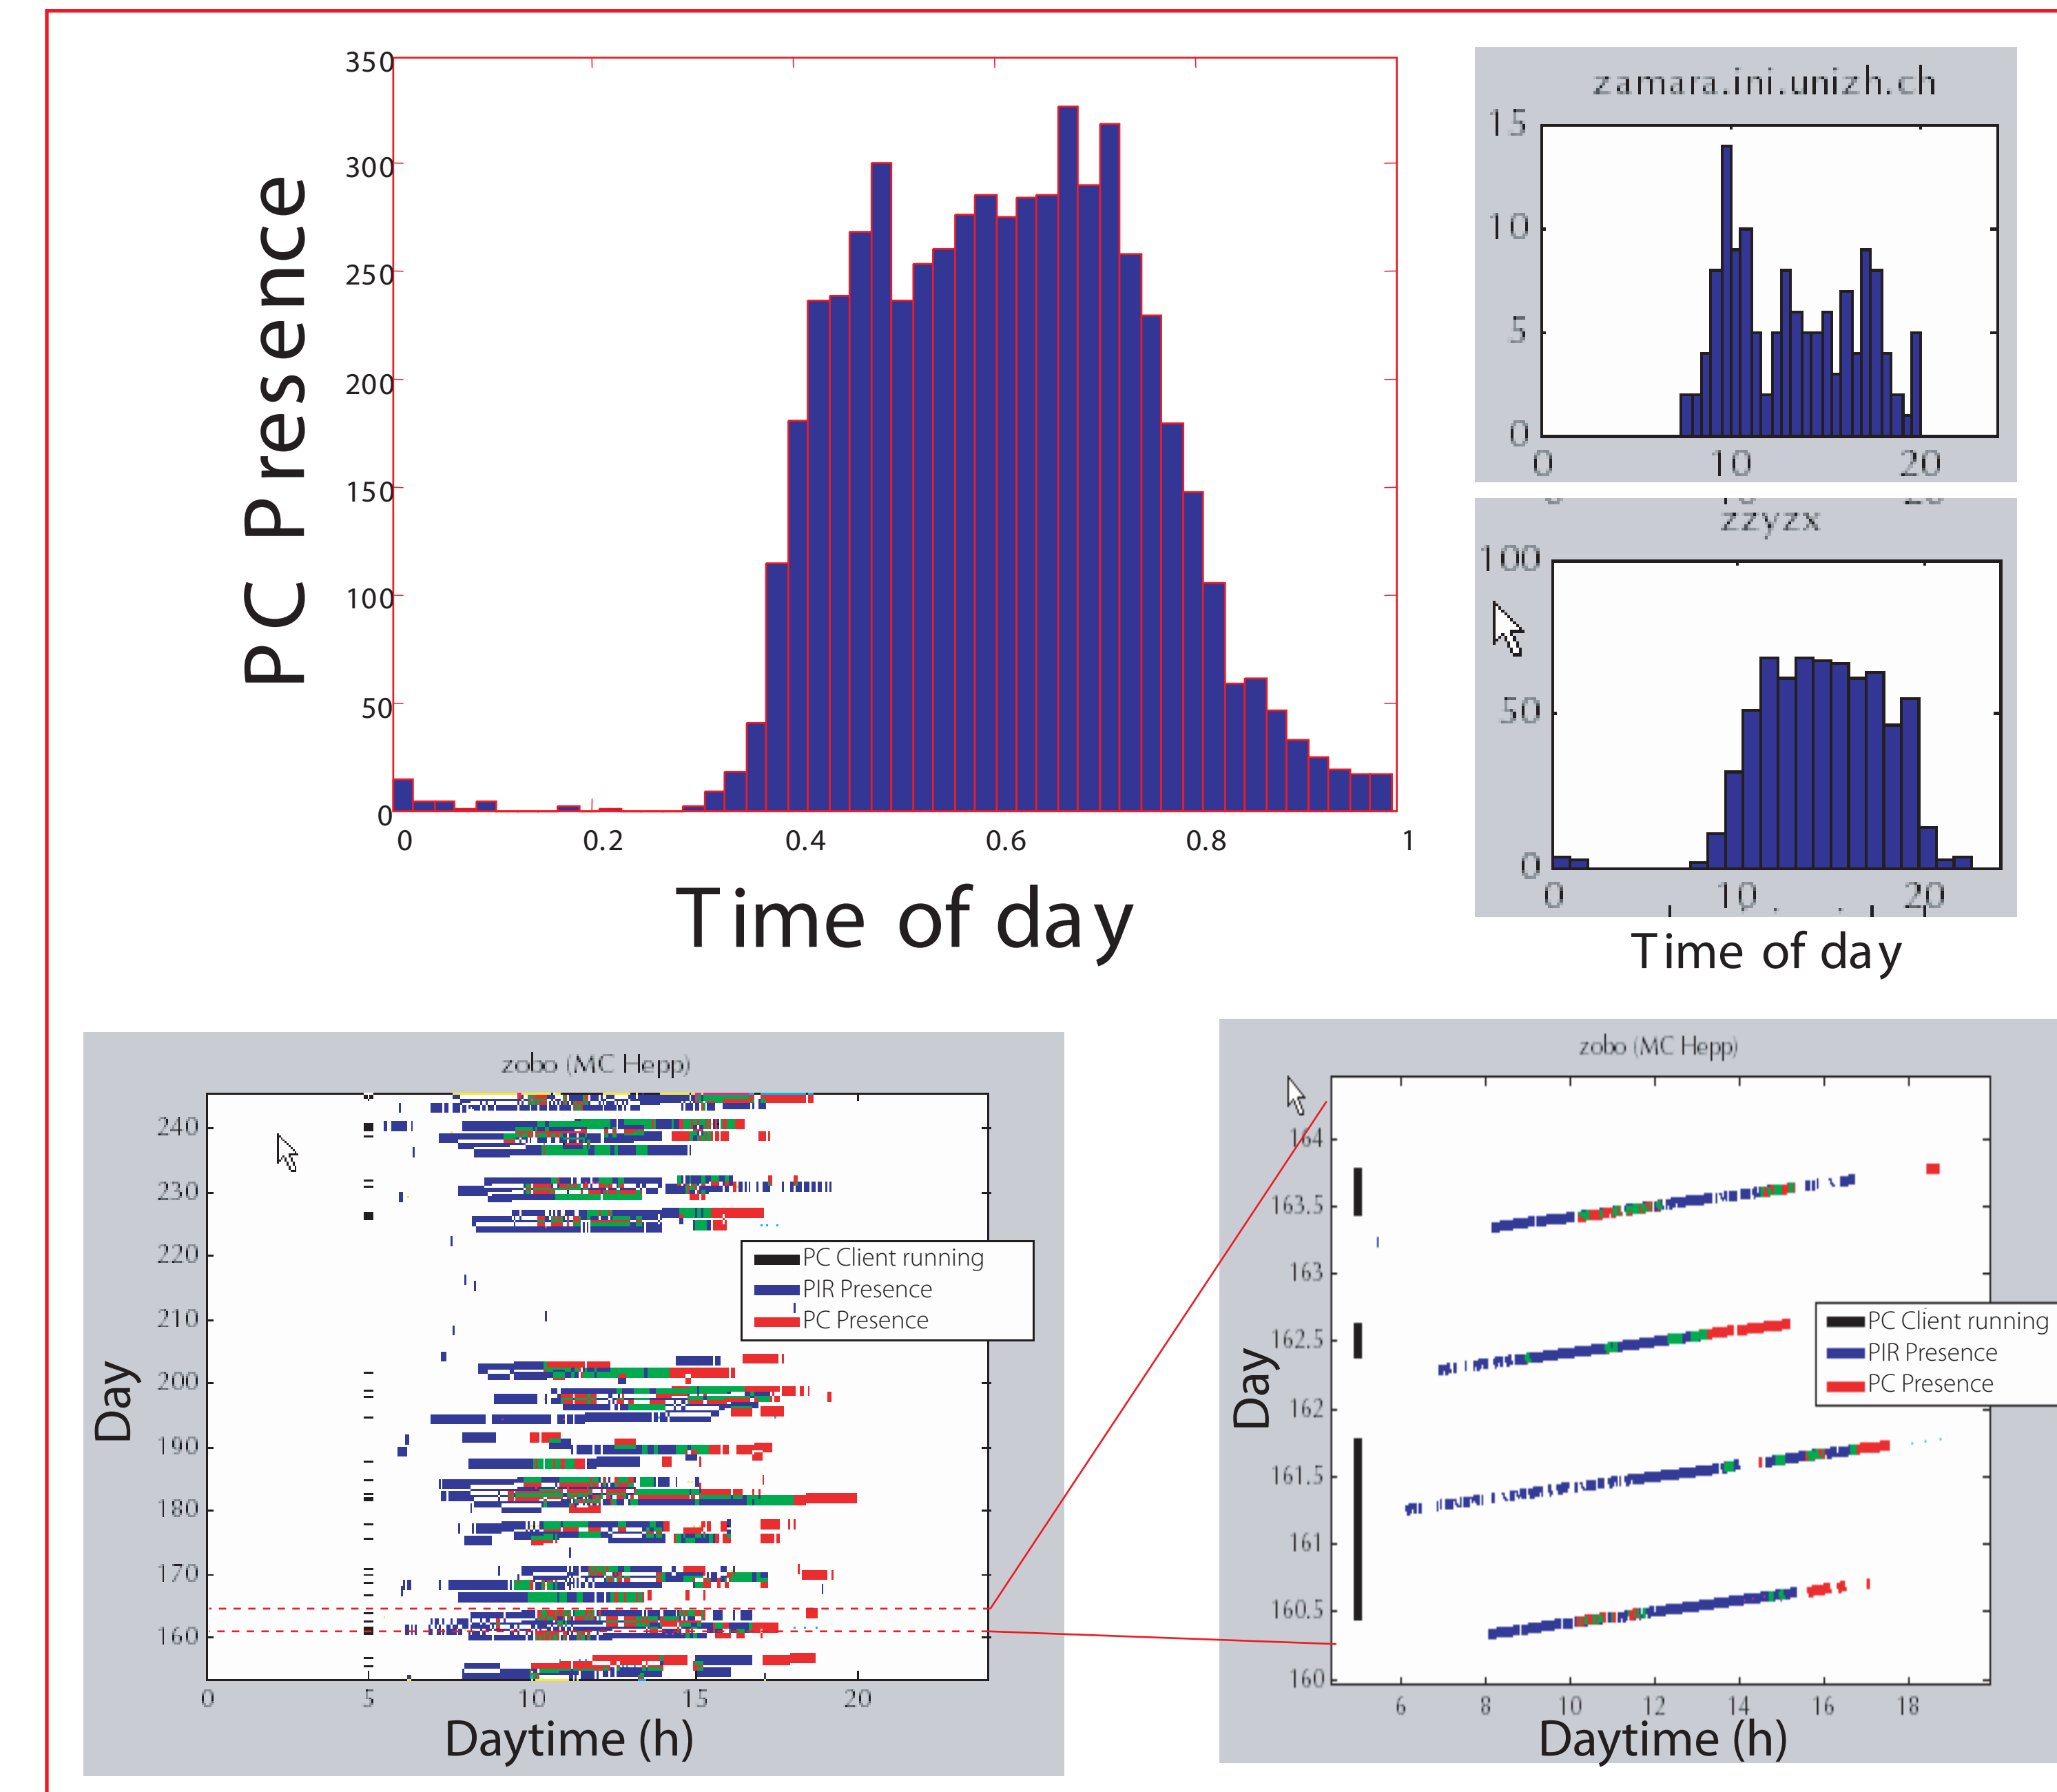 350
300
250
200
150
100
50
0
PC Presence
0 0.2 0.4 0.6 0.8 1
Time of day
zamara.ini.unizh.ch
15
10
5
0
0 10 20
zzyzx
100
50
0
0 10 20
Time of day
zobo (MC Hepp)
240
230
220
210
200
190
180
170
160
Day
PC Client running
PIR Presence
PC Presence
0 5 10 15 20
Daytime (h)
zobo (MC Hepp)
164
163.5
163
162.5
162
161.5
161
160.5
160
Day
PC Client running
PIR Presence
PC Presence
6 8 10 12 14 16 18
Daytime (h)